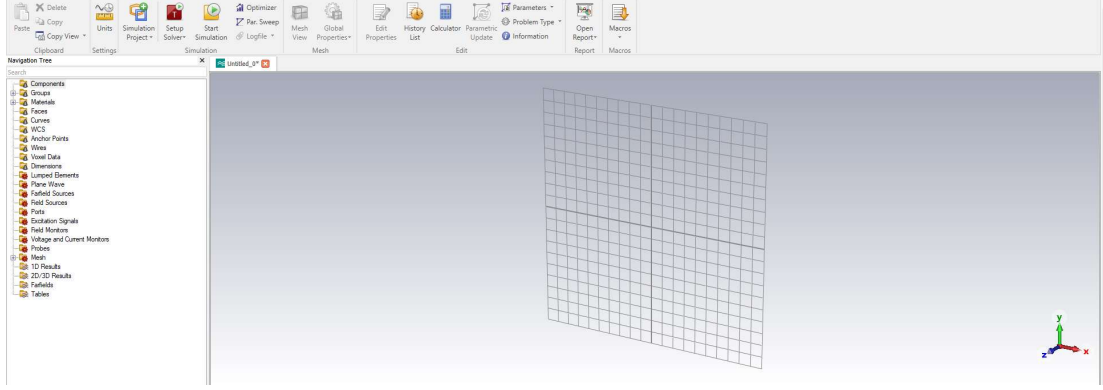 Paste
Delete
Copy
Copy View
Clipboard
Units
Settings
Simulation Project
Setup Solver
Start Simulation
Optimizer
Par. Sweep
Logfile
Simulation
Mesh View
Global Properties
Mesh
Edit Properties
History List
Calculator
Parametric Update
Parameters
Problem Type
Information
Edit
Open Report
Report
Macros
Macros
Navigation Tree
Search
Untitled_0*
Components
Groups
Materials
Faces
Curves
WCS
Anchor Points
Wires
Voxel Data
Dimensions
Lumped Elements
Plane Wave
Farfield Sources
Field Sources
Ports
Excitation Signals
Field Monitors
Voltage and Current Monitors
Probes
Mesh
1D Results
2D/3D Results
Farfields
Tables
y
z
x